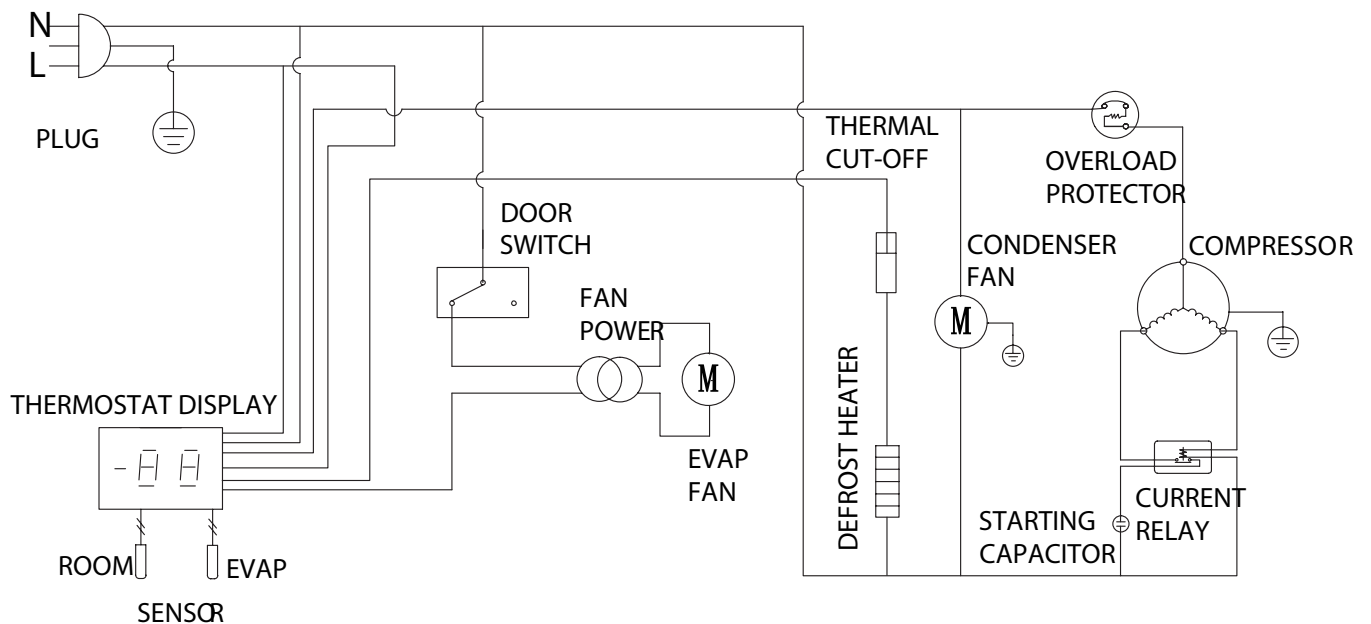 N
L
PLUG
THERMAL
CUT-OFF
OVERLOAD
PROTECTOR
DOOR
SWITCH
CONDENSER
FAN
COMPRESSOR
FAN
POWER
M
M
DEFROST HEATER
THERMOSTAT DISPLAY
-88
EVAP
FAN
STARTING
CAPACITOR
CURRENT
RELAY
ROOM
EVAP
SENSOR